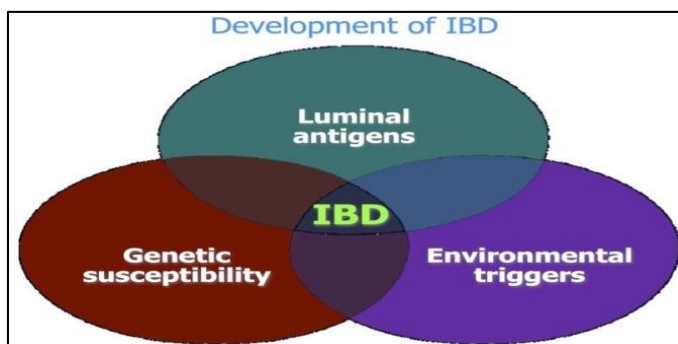 Development of IBD
Luminal
antigens
IBD
Genetic
susceptibility
Environmental
triggers